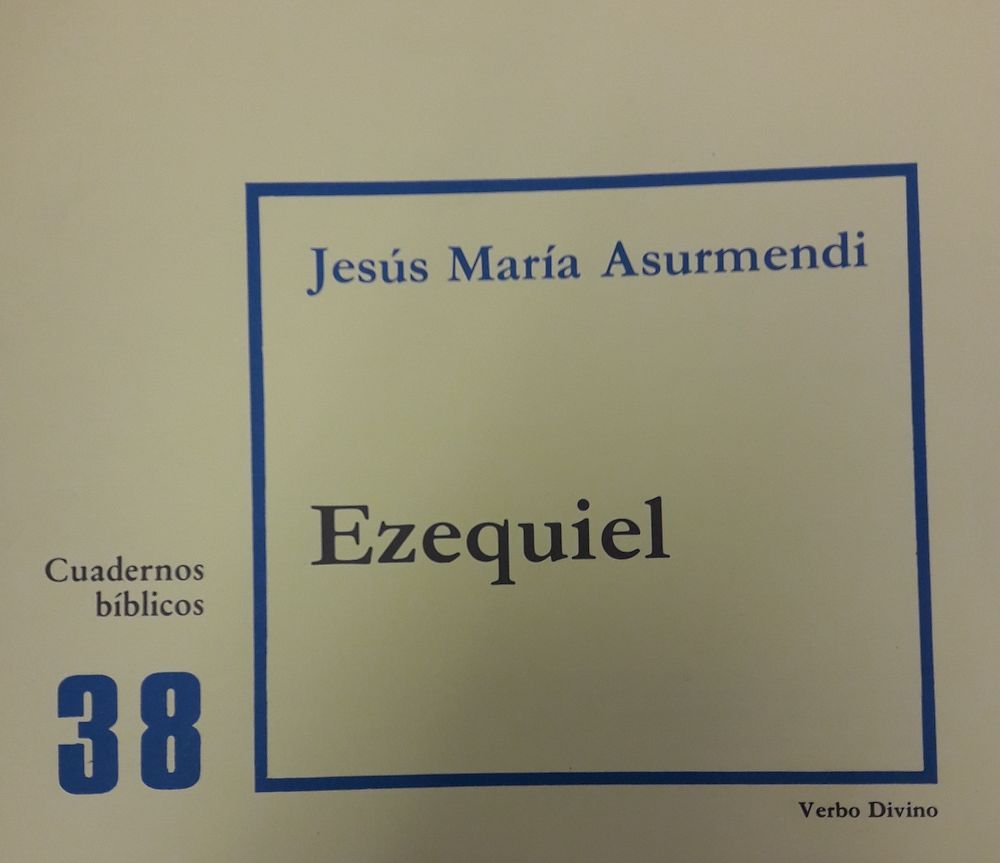 Jesús María Asurmendi
Ezequiel
Cuadernos
bíblicos
38
Verbo Divino